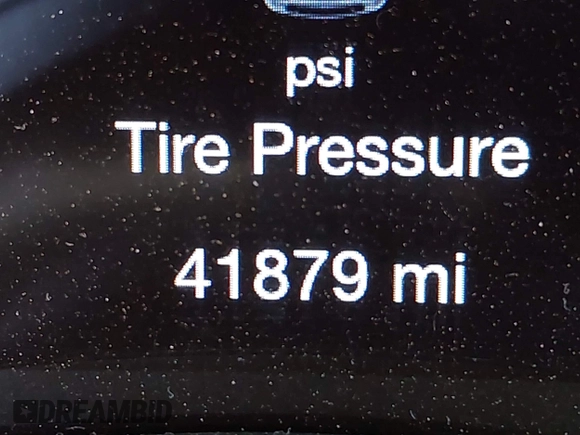 psi
Tire Pressure
41879 mi
DREAMBID